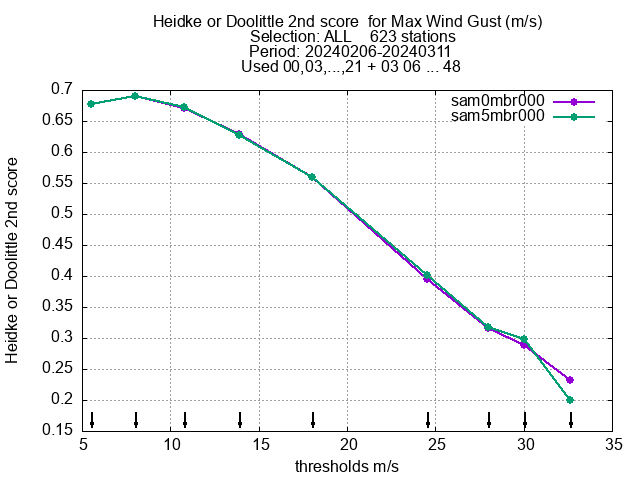 Heidke or Doolittle 2nd score  for Max Wind Gust (m/s)
Selection: ALL    623 stations
Period: 20240206-20240311
Used 00,03,...,21 + 03 06 ... 48
sam0mbr000
sam5mbr000
0.7
0.65
0.6
0.55
0.5
0.45
0.4
0.35
0.3
0.25
0.2
0.15
Heidke or Doolittle 2nd score
5 10 15 20 25 30 35
thresholds m/s